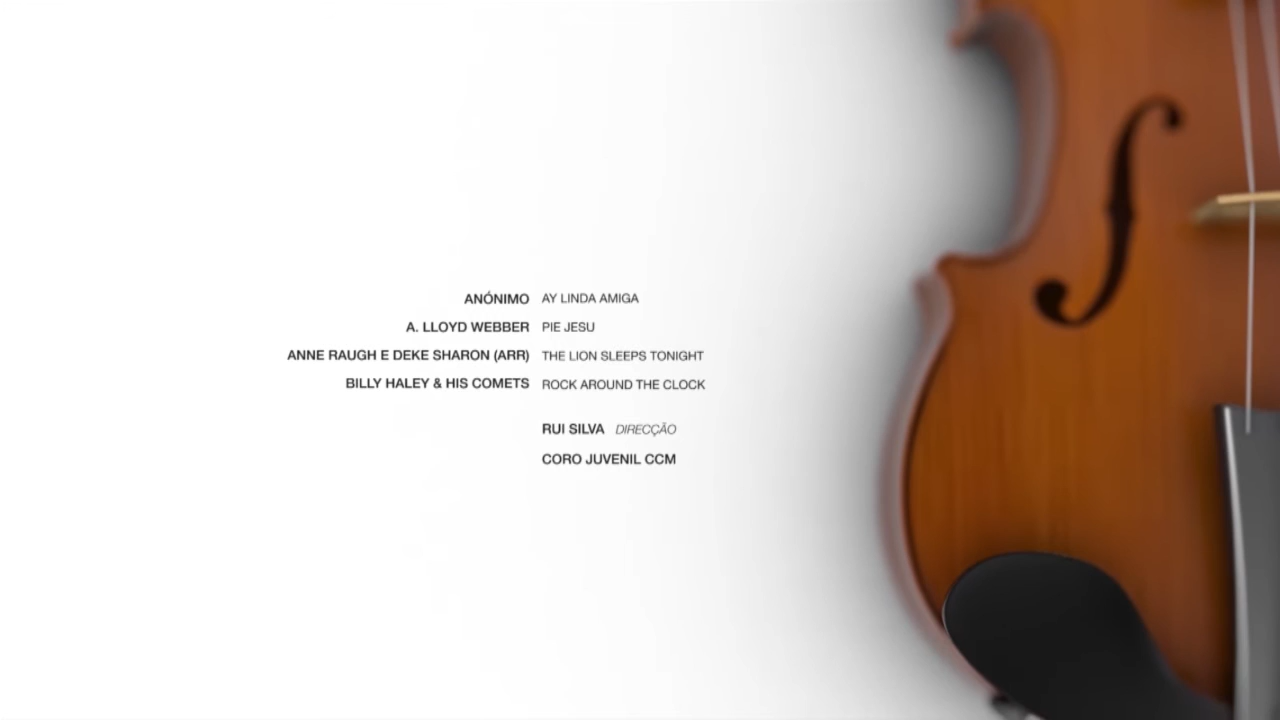 ANÓNIMO AY LINDA AMIGA
A. LLOYD WEBBER PIE JESU
ANNE RAUGH E DEKE SHARON (ARR) THE LION SLEEPS TONIGHT
BILLY HALEY & HIS COMETS ROCK AROUND THE CLOCK
RUI SILVA DIRECÇÃO
CORO JUVENIL CCM